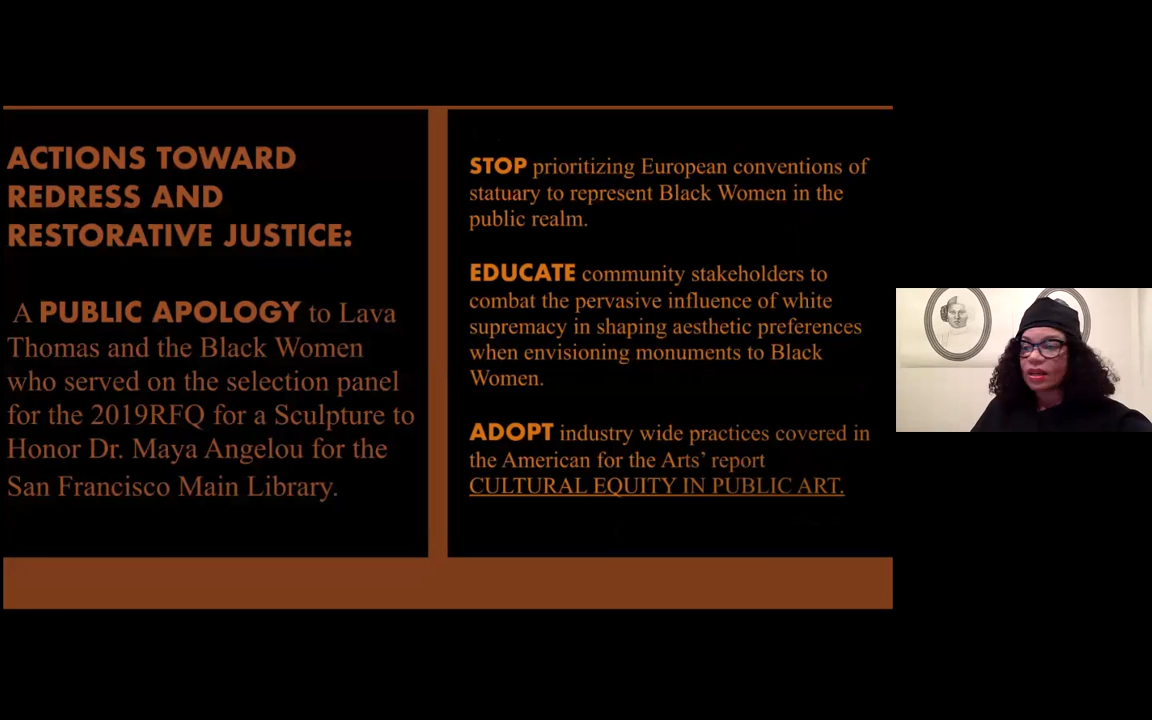 ACTIONS TOWARD
REDRESS AND
RESTORATIVE JUSTICE:
A PUBLIC APOLOGY to Lava
Thomas and the Black Women
who served on the selection panel
for the 2019RFQ for a Sculpture to
Honor Dr. Maya Angelou for the
San Francisco Main Library.
STOP prioritizing European conventions of
statuary to represent Black Women in the
public realm.
EDUCATE community stakeholders to
combat the pervasive influence of white
supremacy in shaping aesthetic preferences
when envisioning monuments to Black
Women.
ADOPT industry wide practices covered in
the American for the Arts' report
CULTURAL EQUITY IN PUBLIC ART.